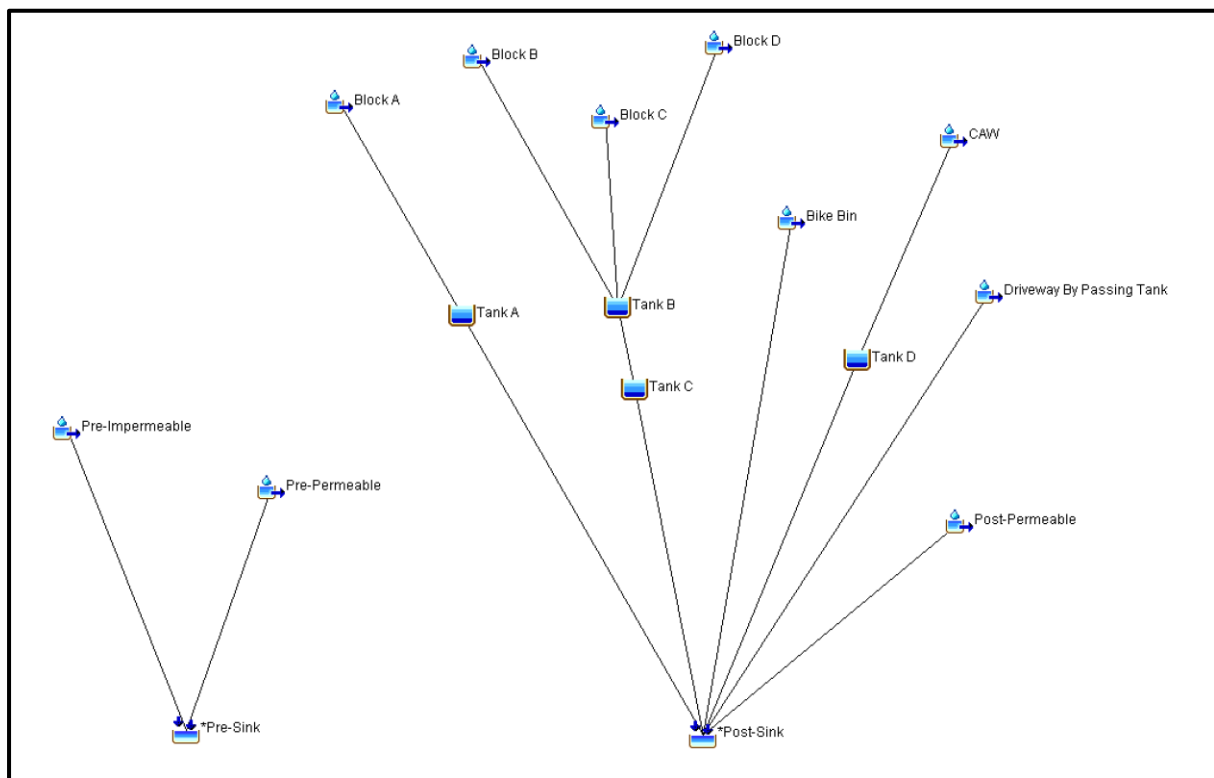 Block D
Block B
Block A
Block C
CAW
Bike Bin
Driveway By Passing Tank
Tank B
Tank A
Tank D
Tank C
Pre-Impermeable
Pre-Permeable
Post-Permeable
*Pre-Sink
*Post-Sink